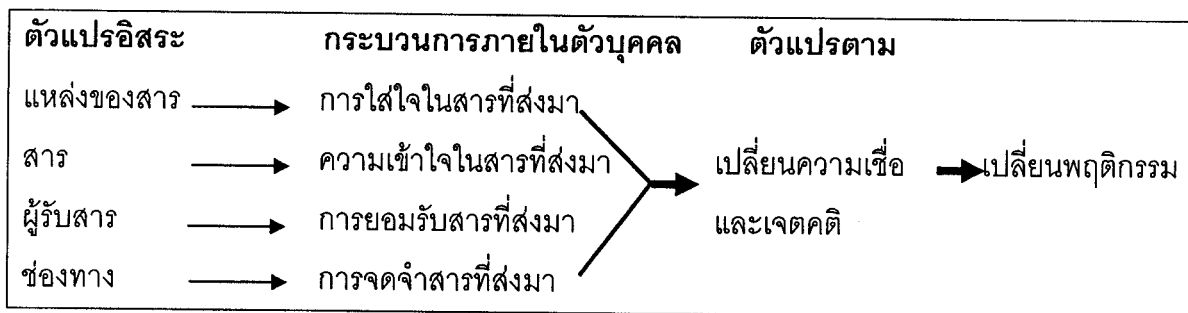 ตัวแปรอิสระ กระบวนการภายในตัวบุคคล ตัวแปรตาม
แหล่งของสาร การใส่ใจในสารที่ส่งมา
สาร ความเข้าใจในสารที่ส่งมา เปลี่ยนความเชื่อ เปลี่ยนพฤติกรรม
ผู้รับสาร การยอมรับสารที่ส่งมา และเจตคติ
ช่องทาง การจดจำสารที่ส่งมา